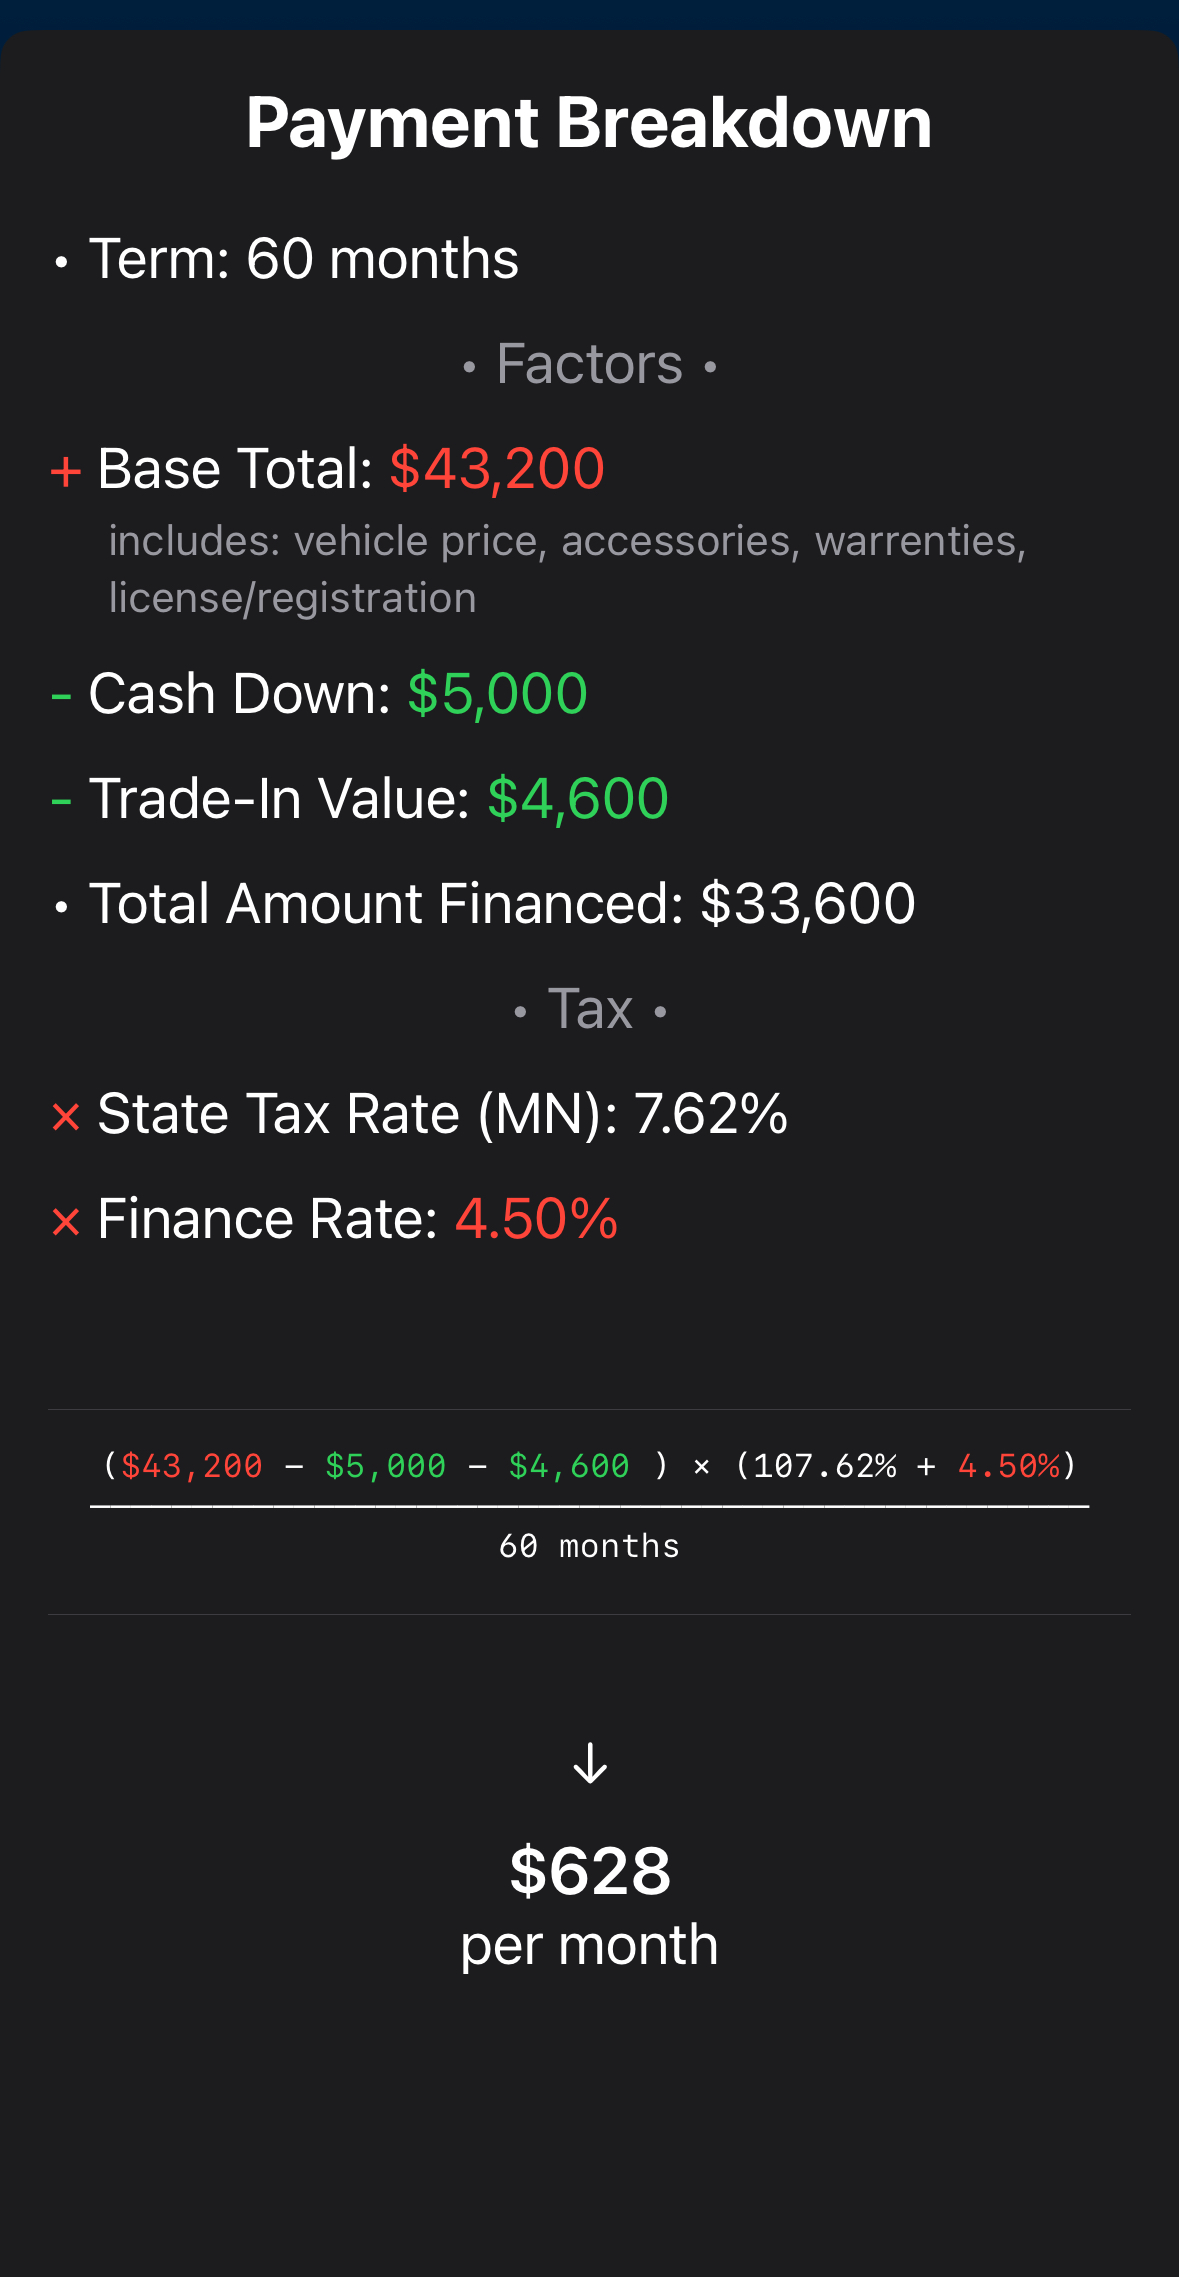 Payment Breakdown
• Term: 60 months
• Factors •
+ Base Total: $43,200
includes: vehicle price, accessories, warrenties,
license/registration
- Cash Down: $5,000
- Trade-In Value: $4,600
• Total Amount Financed: $33,600
• Tax •
× State Tax Rate (MN): 7.62%
× Finance Rate: 4.50%
($43,200 – $5,000 – $4,600 ) × (107.62% + 4.50%)
60 months
↓
$628
per month